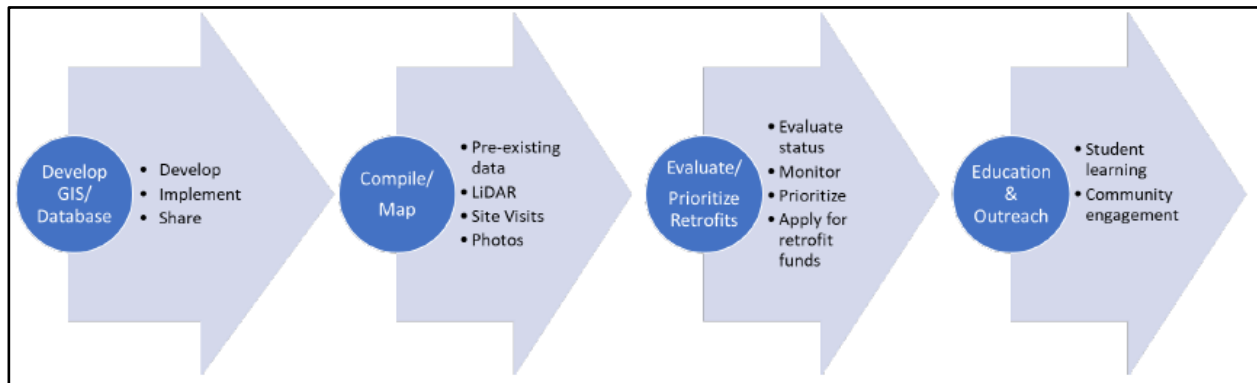 Develop
GIS/
Database
• Develop
• Implement
• Share
Compile/
Map
• Pre-existing
data
• LiDAR
• Site Visits
• Photos
Evaluate/
Prioritize
Retrofits
• Evaluate
status
• Monitor
• Prioritize
• Apply for
retrofit
funds
Education
&
Outreach
• Student
learning
• Community
engagement